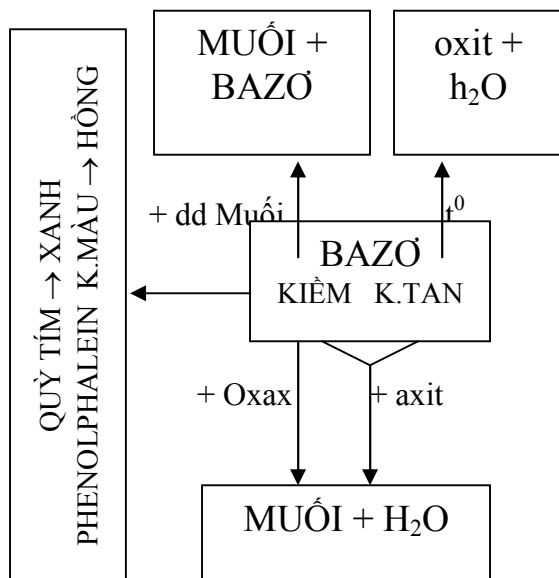 MUỐI +
BAZƠ
oxit +
h₂O
QUỲ TÍM → XANH
PHENOLPHALEIN K.MÀU → HỒNG
+ dd Muối
t⁰
BAZƠ
KIỀM K.TAN
+ Oxax
+ axit
MUỐI + H₂O